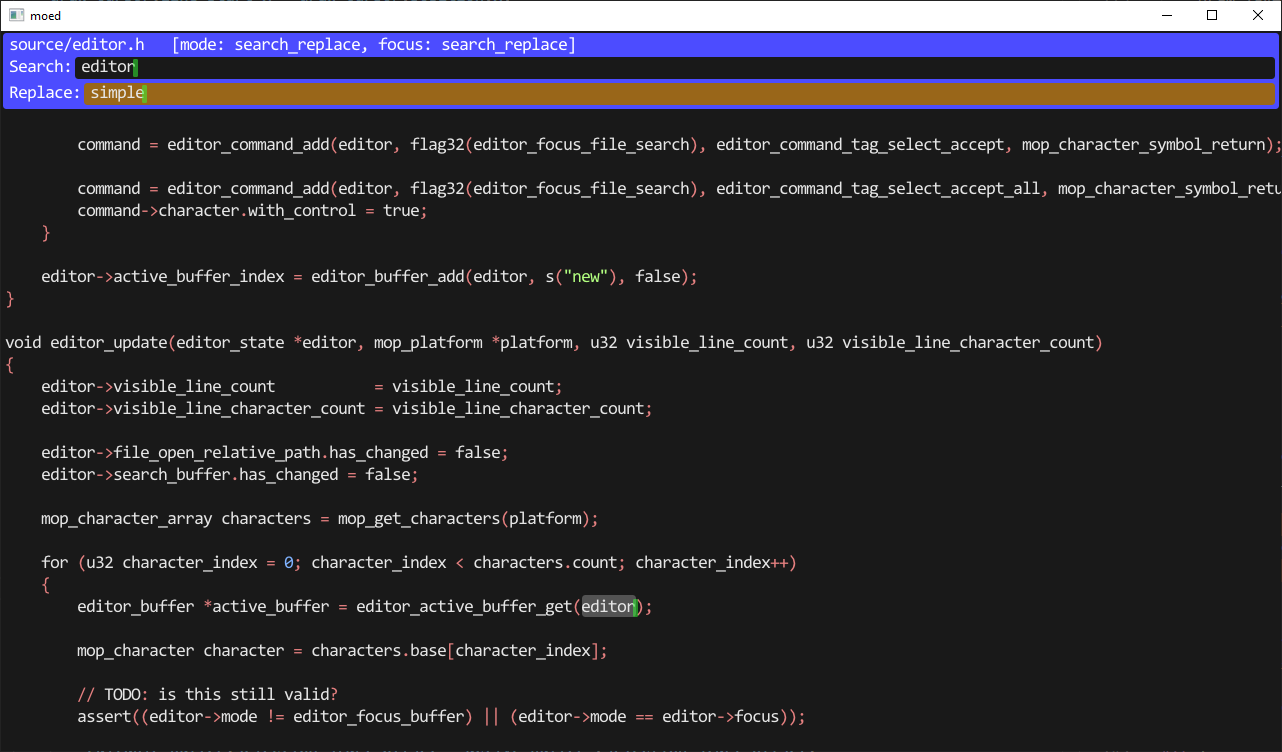 moed
source/editor.h   [mode: search_replace, focus: search_replace]
Search: editor
Replace: simple
        command = editor_command_add(editor, flag32(editor_focus_file_search), editor_command_tag_select_accept, mop_character_symbol_return);
        command = editor_command_add(editor, flag32(editor_focus_file_search), editor_command_tag_select_accept_all, mop_character_symbol_retu
        command->character.with_control = true;
    }
    editor->active_buffer_index = editor_buffer_add(editor, s("new"), false);
}
void editor_update(editor_state *editor, mop_platform *platform, u32 visible_line_count, u32 visible_line_character_count)
{
    editor->visible_line_count           = visible_line_count;
    editor->visible_line_character_count = visible_line_character_count;
    editor->file_open_relative_path.has_changed = false;
    editor->search_buffer.has_changed = false;
    mop_character_array characters = mop_get_characters(platform);
    for (u32 character_index = 0; character_index < characters.count; character_index++)
    {
        editor_buffer *active_buffer = editor_active_buffer_get(editor);
        mop_character character = characters.base[character_index];
        // TODO: is this still valid?
        assert((editor->mode != editor_focus_buffer) || (editor->mode == editor->focus));